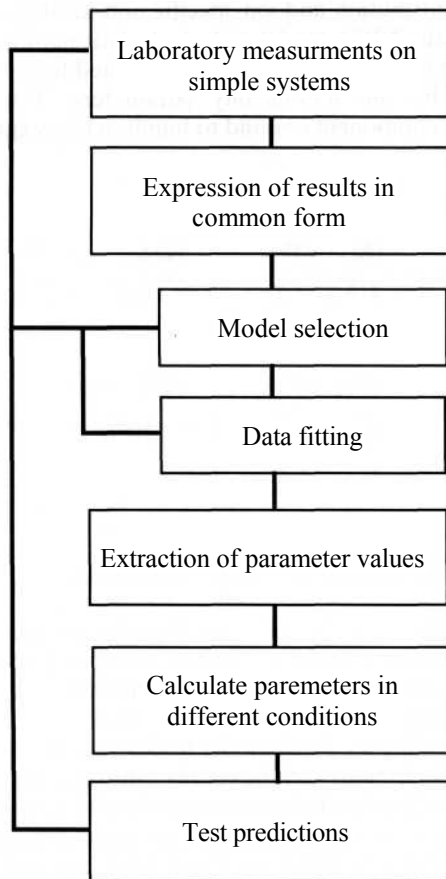 Laboratory measurments on
simple systems
Expression of results in
common form
Model selection
Data fitting
Extraction of parameter values
Calculate paremeters in
different conditions
Test predictions